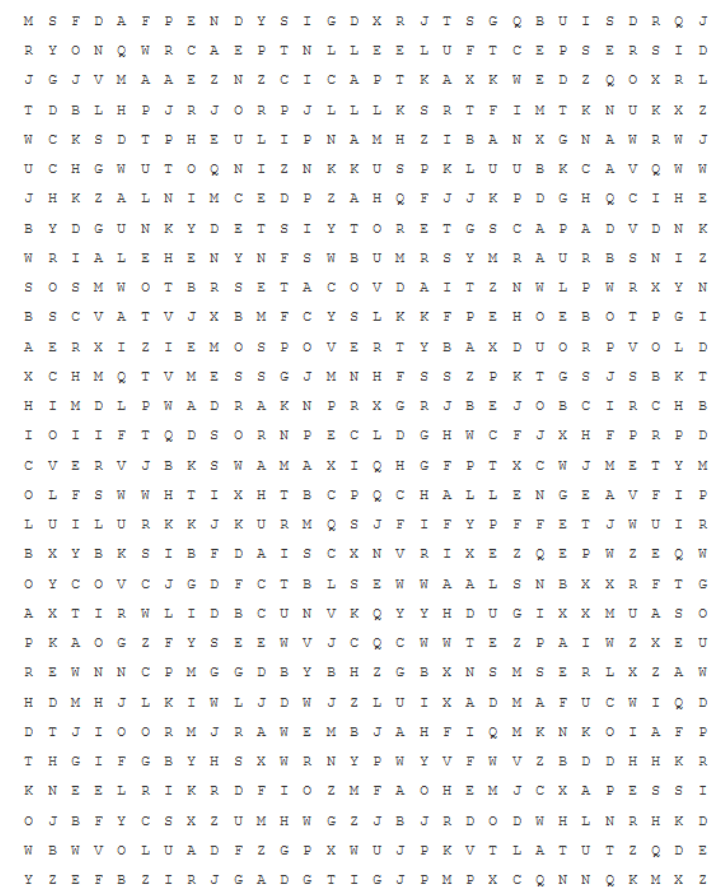 M S F D A F P E N D Y S I G D X R J T S G Q B U I S D R Q J
R Y O N Q W R C A E P T N L L E E L U F T C E P S E R S I D
J G J V M A A E Z N Z C I C A P T K A X K W E D Z Q O X R L
T D B L H P J R J O R P J L L L K S R T F I M T K N U K X Z
W C K S D T P H E U L I P N A M H Z I B A N X G N A W R W J
U C H G W U T O Q N I Z N K K U S P K L U U B K C A V Q W W
J H K Z A L N I M C E D P Z A H Q F J J K P D G H Q C I H E
B Y D G U N K Y D E T S I Y T O R E T G S C A P A D V D N K
W R I A L E H E N Y N F S W B U M R S Y M R A U R B S N I Z
S O S M W O T B R S E T A C O V D A I T Z N W L P W R X Y N
B S C V A T V J X B M F C Y S L K K F P E H O E B O T P G I
A E R X I Z I E M O S P O V E R T Y B A X D U O R P V O L D
X C H M Q T V M E S S G J M N H F S S Z P K T G S J S B K T
H I M D L P W A D R A K N P R X G R J B E J O B C I R C H B
I O I I F T Q D S O R N P E C L D G H W C F J X H F P R P D
C V E R V J B K S W A M A X I Q H G F P T X C W J M E T Y M
O L F S W W H T I X H T B C P Q C H A L L E N G E A V F I P
L U I L U R K K J K U R M Q S J F I F Y P F F E T J W U I R
B X Y B K S I B F D A I S C X N V R I X E Z Q E P W Z E Q W
O Y C O V C J G D F C T B L S E W W A A L S N B X X R F T G
A X T I R W L I D B C U N V K Q Y Y H D U G I X X M U A S O
P K A O G Z F Y S E E W V J C Q C W W T E Z P A I W Z X E U
R E W N N C P M G G D B Y B H Z G B X N S M S E R L X Z A W
H D M H J L K I W L J D W J Z L U I X A D M A F U C W I Q D
D T J I O O R M J R A W E M B J A H F I Q M K N K O I A F P
T H G I F G B Y H S X W R N Y P W Y V F W V Z B D D H H K R
K N E E L R I K R D F I O Z M F A O H E M J C X A P E S S I
O J B F Y C S X Z U M H W G Z J B J R D O D W H L N R H K D
W B W V O L U A D F Z G P X W U J P K V T L A T U T Z Q D E
Y Z E F B Z I R J G A D G T I G J P M P X C Q N N Q K M X Z